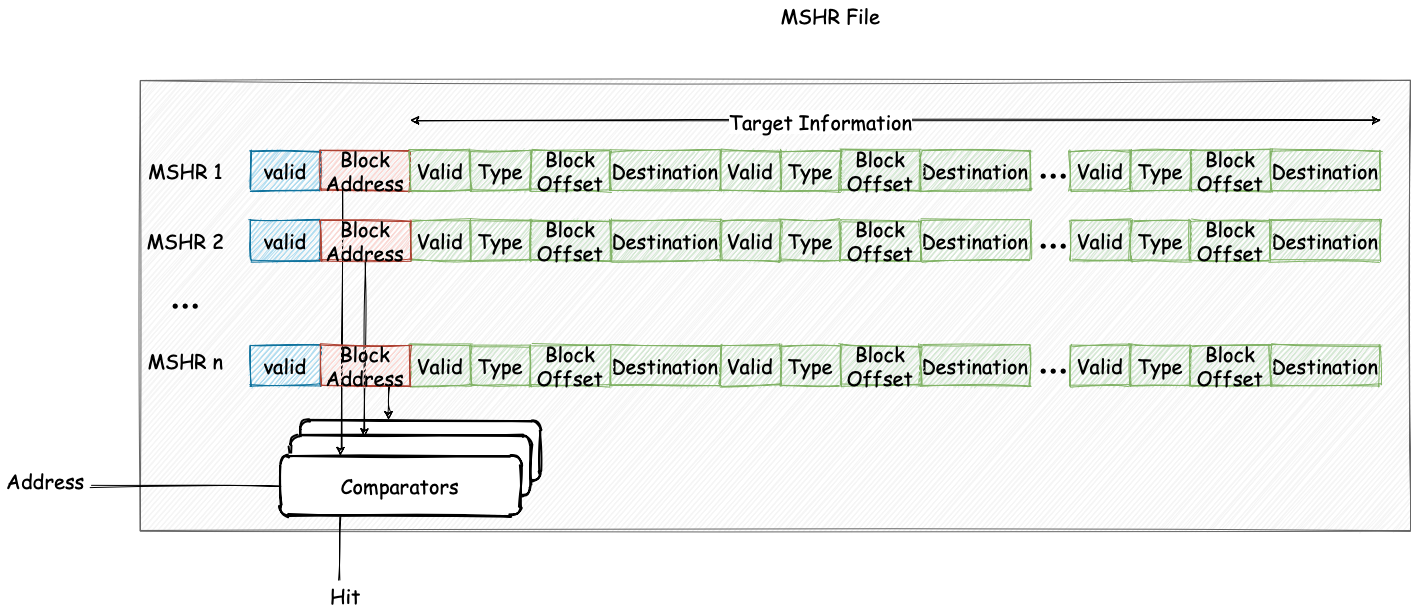 MSHR File
Target Information
MSHR 1 valid Block Address Valid Type Block Offset Destination Valid Type Block Offset Destination ... Valid Type Block Offset Destination
MSHR 2 valid Block Address Valid Type Block Offset Destination Valid Type Block Offset Destination ... Valid Type Block Offset Destination
...
MSHR n valid Block Address Valid Type Block Offset Destination Valid Type Block Offset Destination ... Valid Type Block Offset Destination
Address
Comparators
Hit